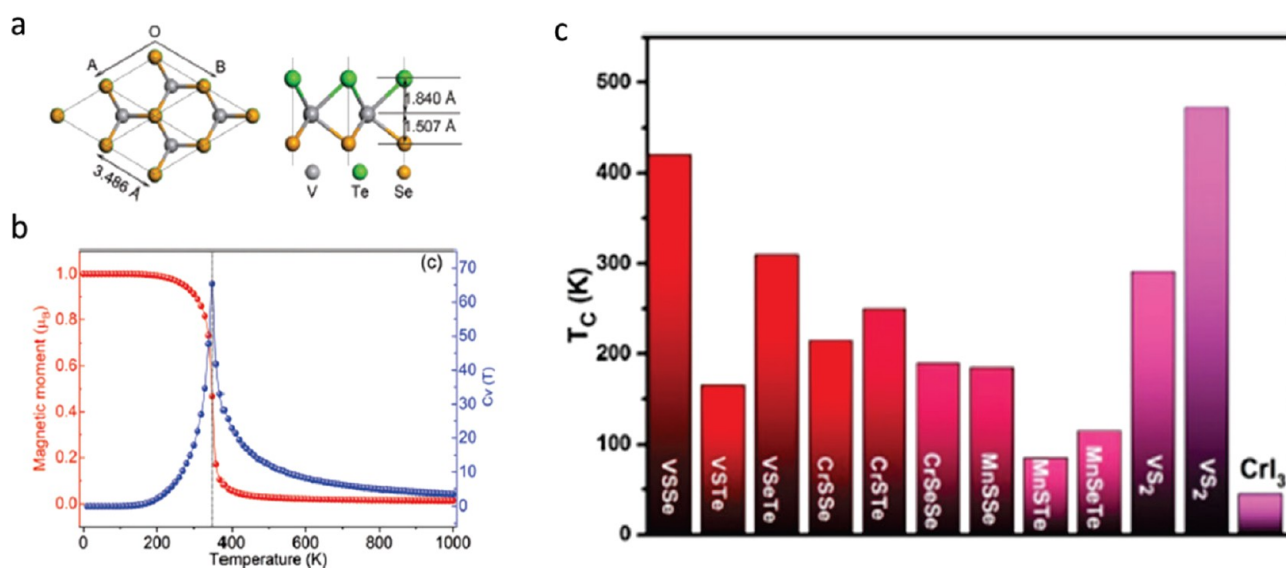 a
O
A
B
3.486 Å
1.840 Å
1.507 Å
V
Te
Se
b
(c)
Magnetic moment (μB)
1.0
0.8
0.6
0.4
0.2
0.0
Cv (T)
70
60
50
40
30
20
10
0
0 200 400 600 800 1000
Temperature (K)
c
TC (K)
500
400
300
200
100
0
VSSe
VSTe
VSeTe
CrSSe
CrSTe
CrSeSe
MnSSe
MnSTe
MnSeTe
VS2
VS2
CrI3